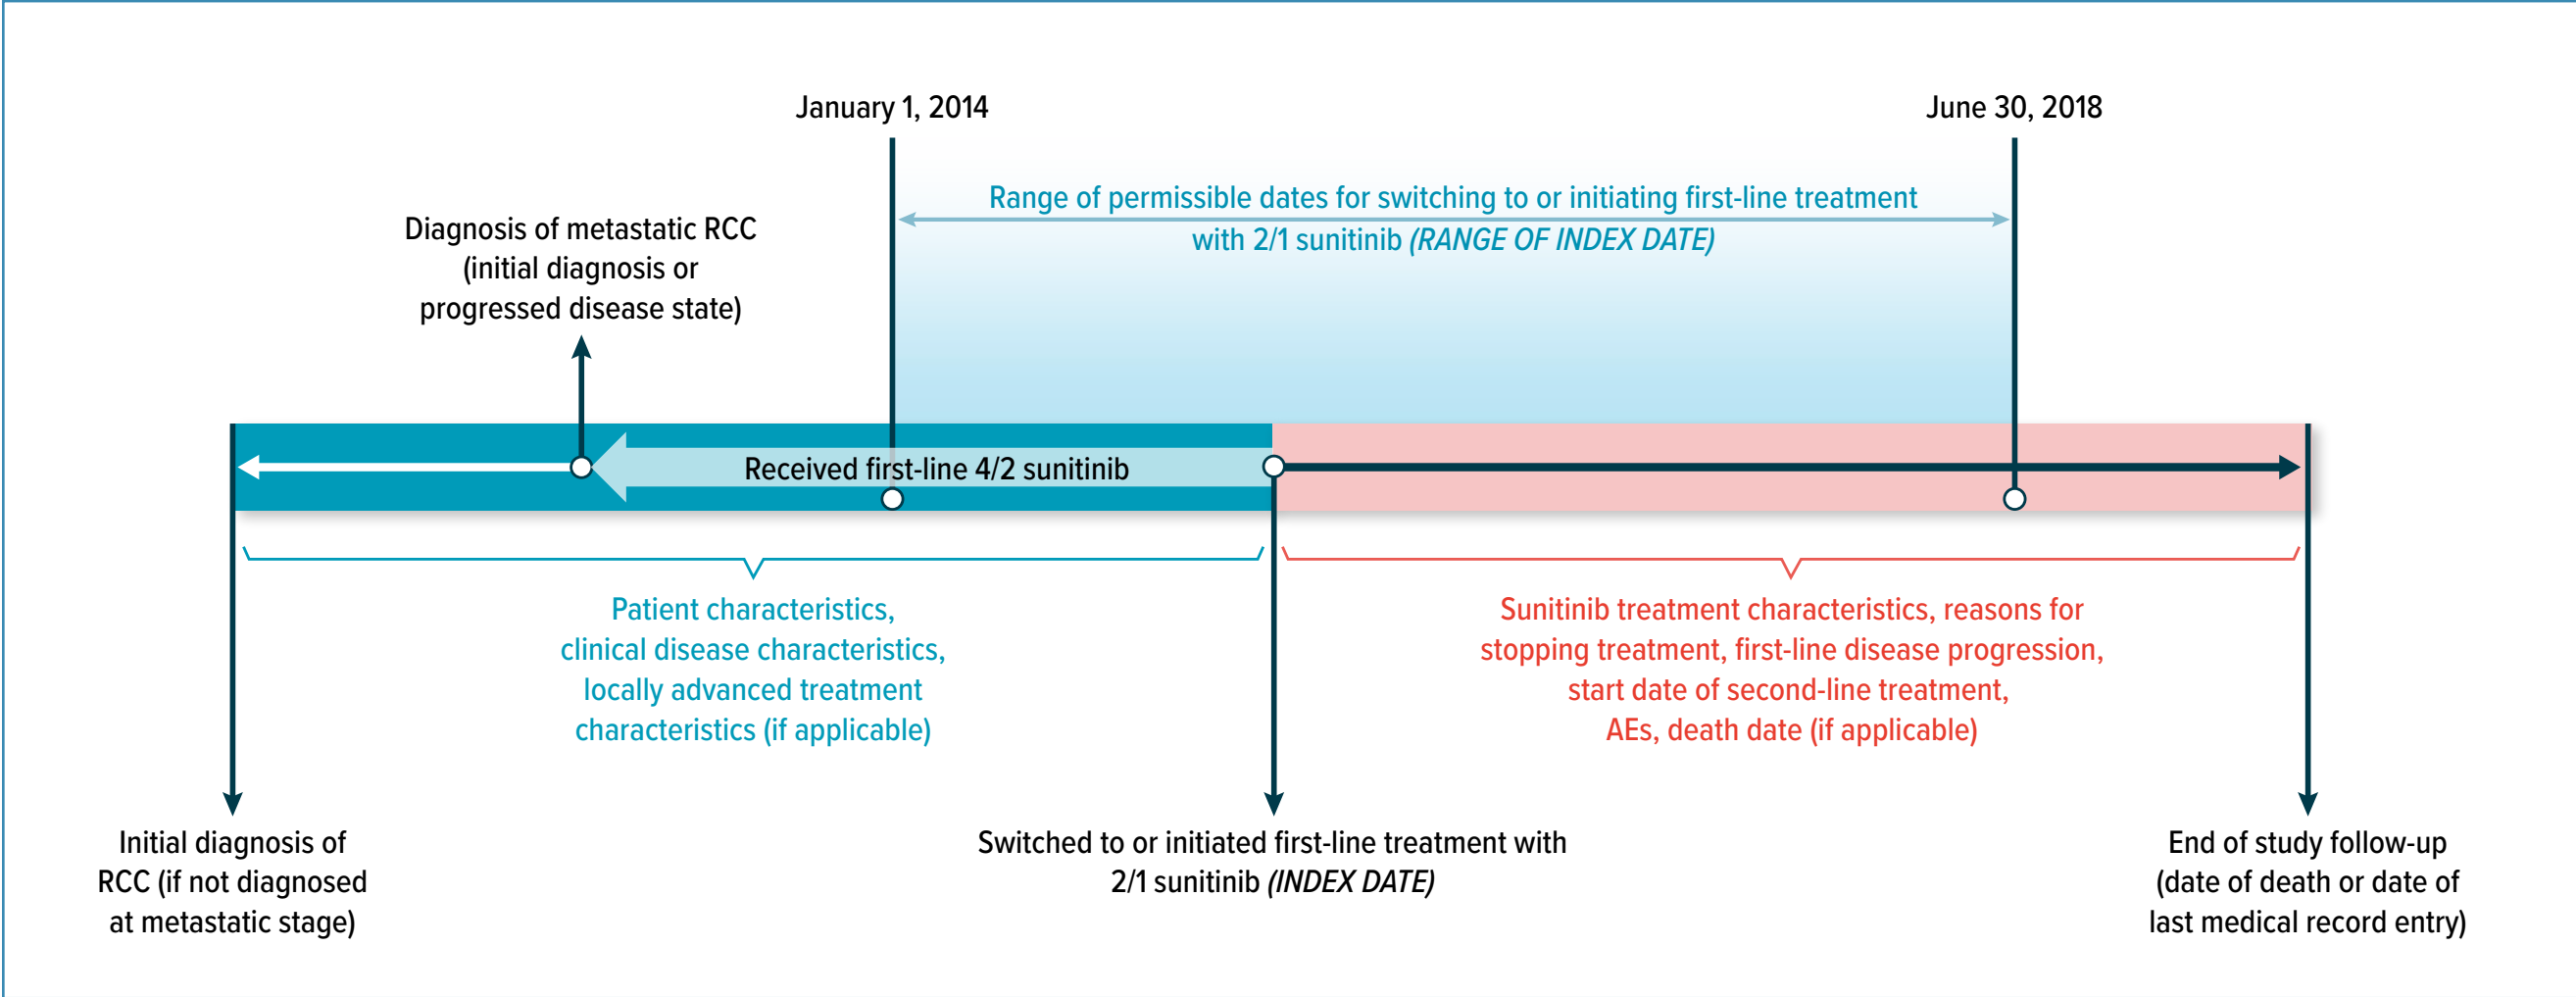 January 1, 2014
June 30, 2018
Range of permissible dates for switching to or initiating first-line treatment
with 2/1 sunitinib (RANGE OF INDEX DATE)
Diagnosis of metastatic RCC
(initial diagnosis or
progressed disease state)
Received first-line 4/2 sunitinib
Patient characteristics,
clinical disease characteristics,
locally advanced treatment
characteristics (if applicable)
Sunitinib treatment characteristics, reasons for
stopping treatment, first-line disease progression,
start date of second-line treatment,
AEs, death date (if applicable)
Initial diagnosis of
RCC (if not diagnosed
at metastatic stage)
Switched to or initiated first-line treatment with
2/1 sunitinib (INDEX DATE)
End of study follow-up
(date of death or date of
last medical record entry)